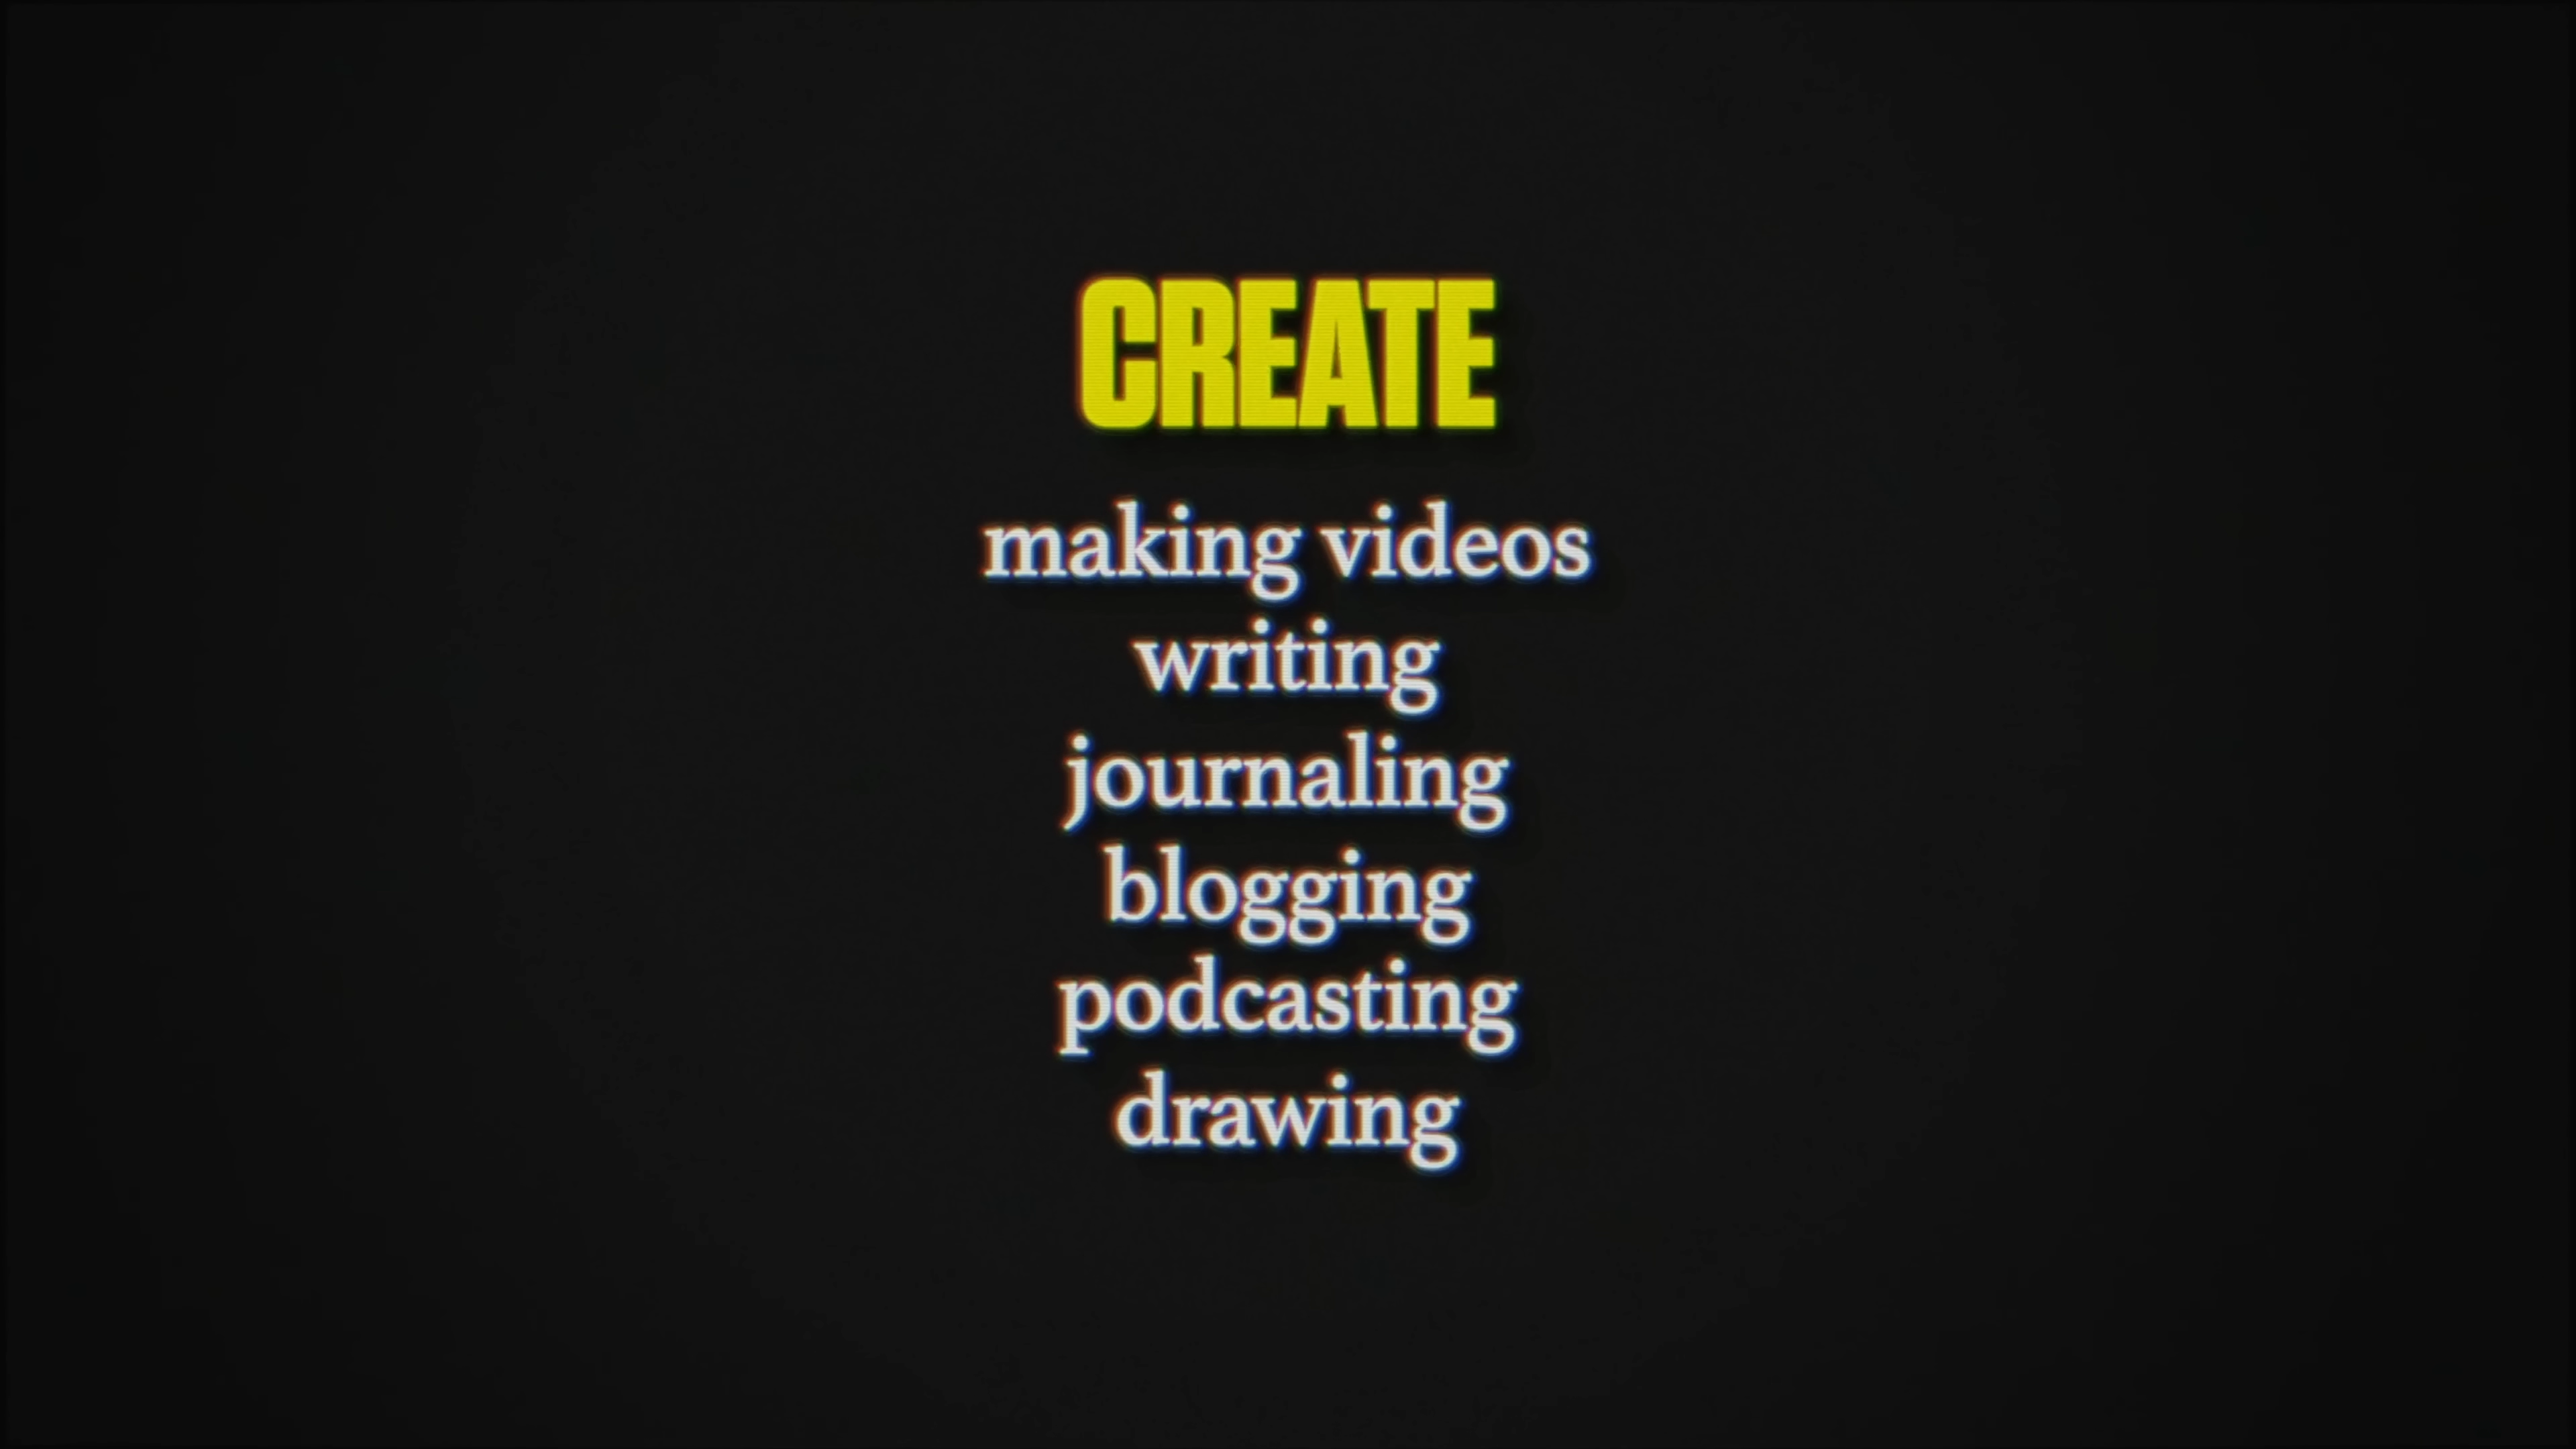 CREATE
making videos
writing
journaling
blogging
podcasting
drawing